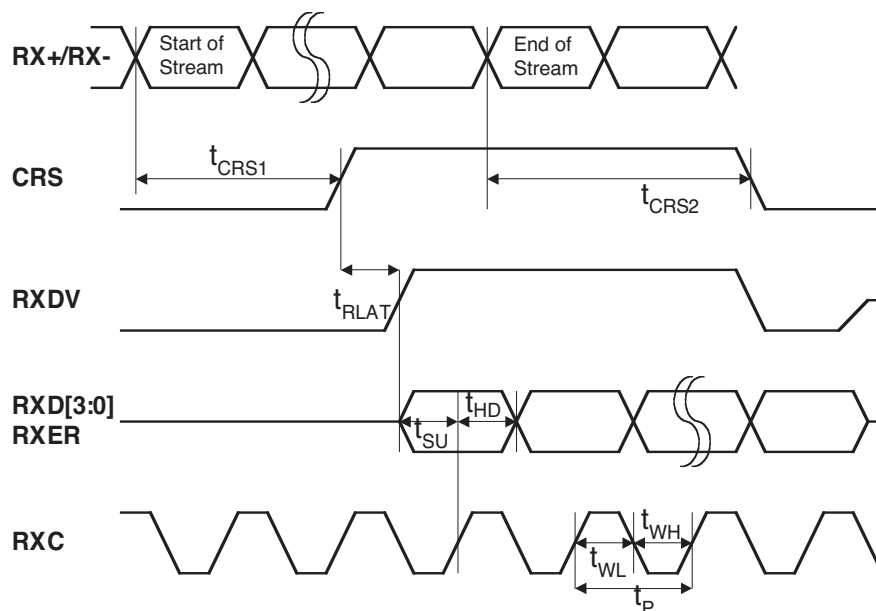 RX+/RX-
Start of
Stream
End of
Stream
CRS
tCRS1
tCRS2
RXDV
tRLAT
RXD[3:0]
RXER
tSU
tHD
RXC
tWL
tWH
tP